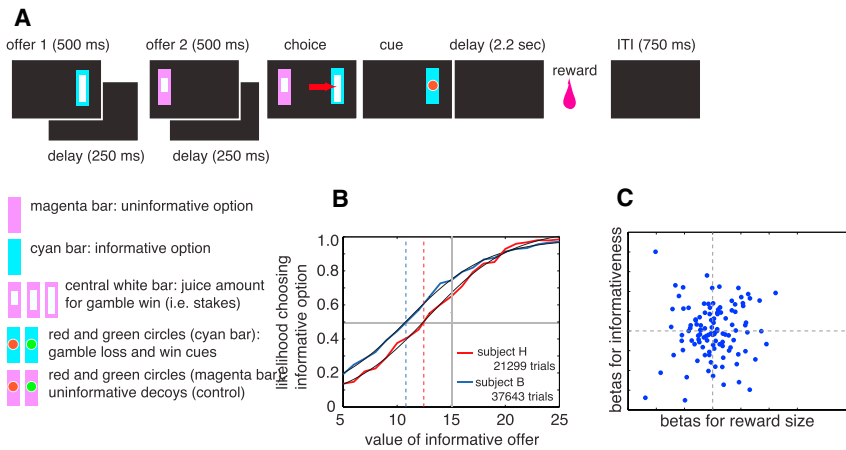 A
offer 1 (500 ms)
offer 2 (500 ms)
choice
cue
delay (2.2 sec)
reward
ITI (750 ms)
delay (250 ms)
delay (250 ms)
magenta bar: uninformative option
cyan bar: informative option
central white bar: juice amount
for gamble win (i.e. stakes)
red and green circles (cyan bar):
gamble loss and win cues
red and green circles (magenta bar
uninformative decoys (control)
B
likelihood choosing
informative option
1.0
0.8
0.6
0.4
0.2
0
5
10
15
20
25
value of informative offer
subject H
21299 trials
subject B
37643 trials
C
betas for informativeness
betas for reward size